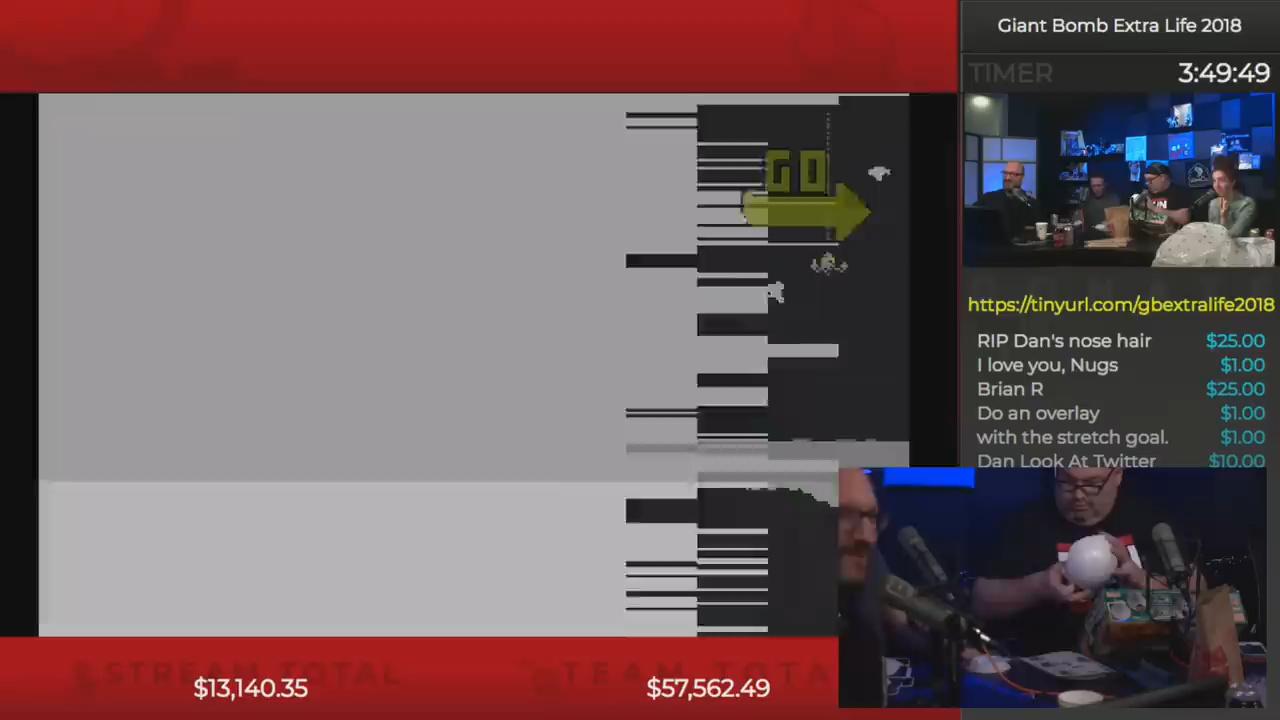 Giant Bomb Extra Life 2018
TIMER
3:49:49
GO
https://tinyurl.com/gbextralife2018
RIP Dan's nose hair $25.00
I love you, Nugs $1.00
Brian R $25.00
Do an overlay $1.00
with the stretch goal. $1.00
Dan Look At Twitter $10.00
STREAM TOTAL
TEAM TOTA
$13,140.35
$57,562.49